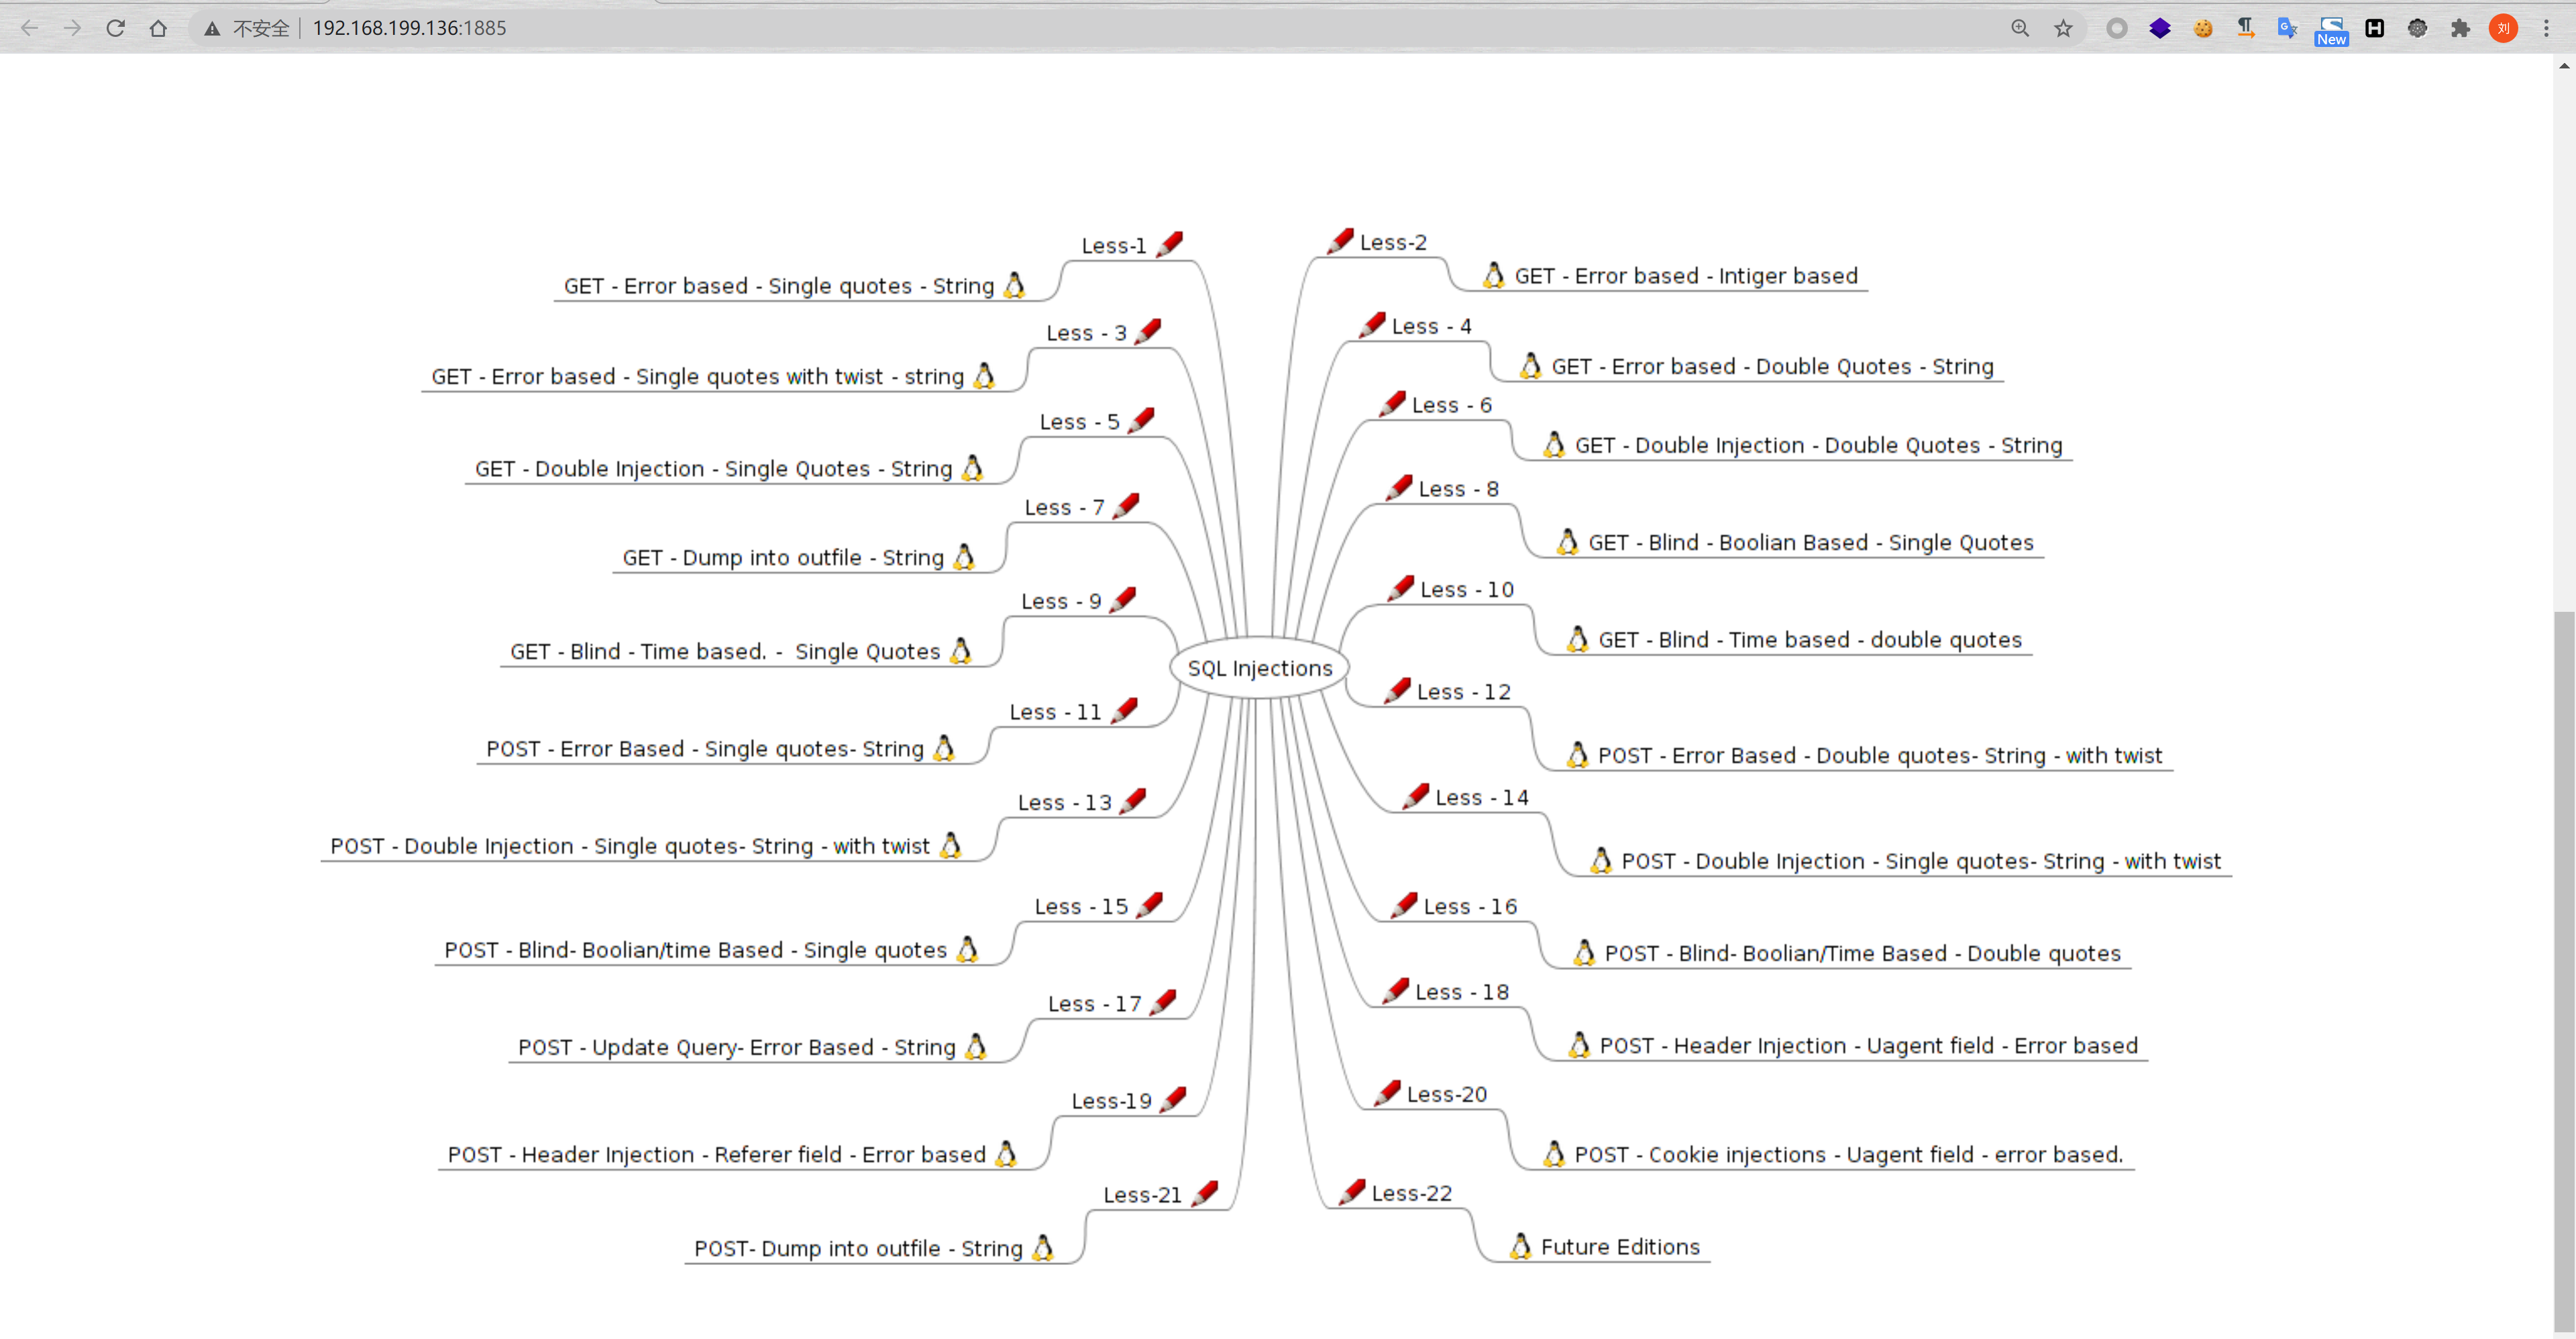 不安全
192.168.199.136:1885
New
刘
Less-1
GET - Error based - Single quotes - String
Less - 3
GET - Error based - Single quotes with twist - string
Less - 5
GET - Double Injection - Single Quotes - String
Less - 7
GET - Dump into outfile - String
Less - 9
GET - Blind - Time based. - Single Quotes
Less - 11
POST - Error Based - Single quotes- String
Less - 13
POST - Double Injection - Single quotes- String - with twist
Less - 15
POST - Blind- Boolian/time Based - Single quotes
Less - 17
POST - Update Query- Error Based - String
Less-19
POST - Header Injection - Referer field - Error based
Less-21
POST- Dump into outfile - String
SQL Injections
Less-2
GET - Error based - Intiger based
Less - 4
GET - Error based - Double Quotes - String
Less - 6
GET - Double Injection - Double Quotes - String
Less - 8
GET - Blind - Boolian Based - Single Quotes
Less - 10
GET - Blind - Time based - double quotes
Less - 12
POST - Error Based - Double quotes- String - with twist
Less - 14
POST - Double Injection - Single quotes- String - with twist
Less - 16
POST - Blind- Boolian/Time Based - Double quotes
Less - 18
POST - Header Injection - Uagent field - Error based
Less-20
POST - Cookie injections - Uagent field - error based.
Less-22
Future Editions